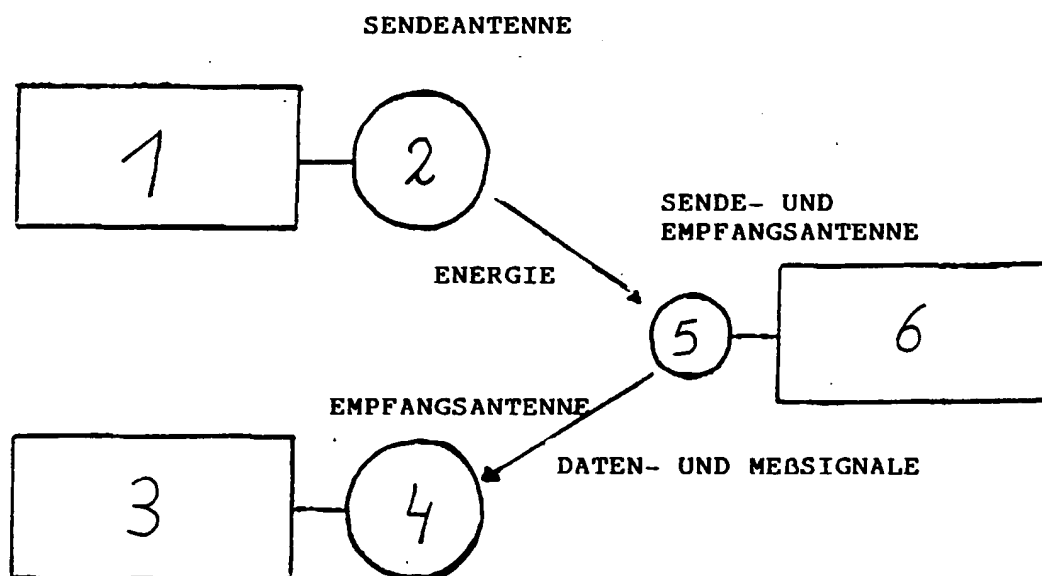 SENDEANTENNE
1
2
SENDE- UND
EMPFANGSANTENNE
ENERGIE
5
6
EMPFANGSANTENNE
DATEN- UND MEßSIGNALE
3
4